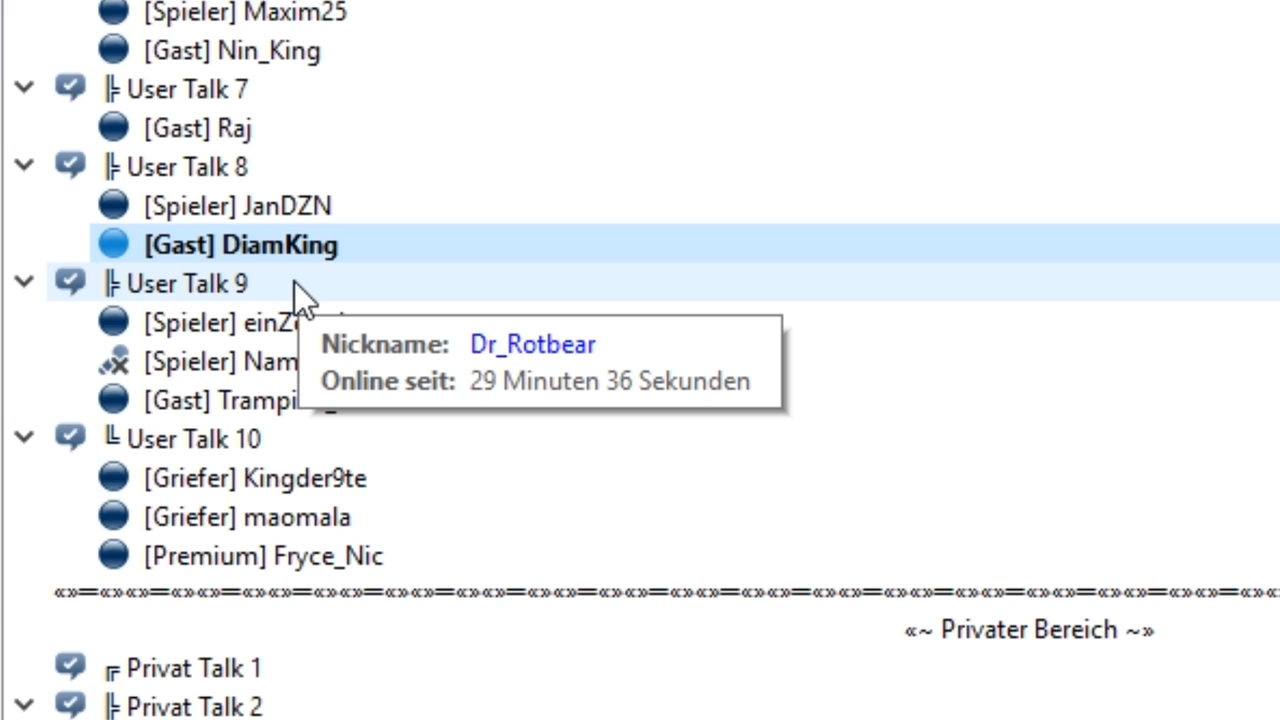 [Spieler] Maxim25
[Gast] Nin_King
╠ User Talk 7
[Gast] Raj
╠ User Talk 8
[Spieler] JanDZN
[Gast] DiamKing
╠ User Talk 9
[Spieler]
Nickname: Dr_Rotbear
[Spieler]
Online seit: 29 Minuten 36 Sekunden
[Gast]
╚ User Talk 10
[Griefer] Kingder9te
[Griefer] maomala
[Premium] Fryce_Nic
«~ Privater Bereich ~»
╔ Privat Talk 1
╠ Privat Talk 2